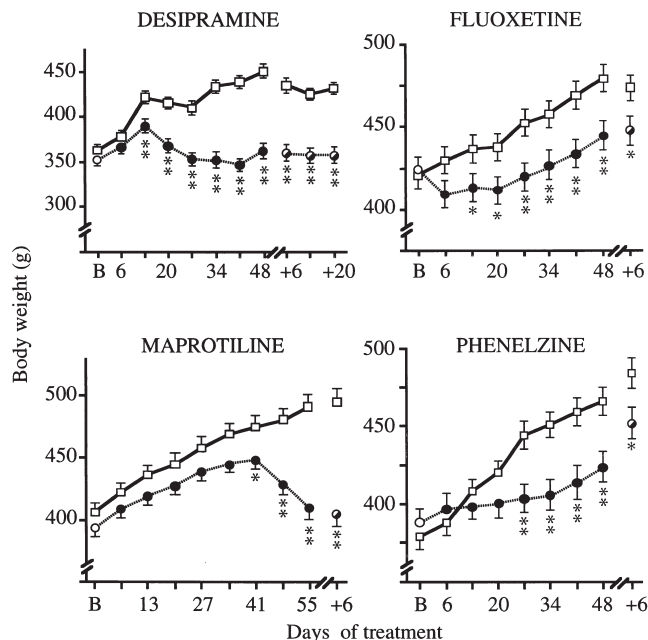 DESIPRAMINE
450
400
350
300
** ** ** ** ** ** ** ** **
B 6 20 34 48 +6 +20
FLUOXETINE
500
450
400
* * ** ** ** ** *
B 6 20 34 48 +6
Body weight (g)
MAPROTILINE
500
450
400
* ** ** **
B 13 27 41 55 +6
PHENELZINE
500
450
400
** ** ** ** *
B 6 20 34 48 +6
Days of treatment